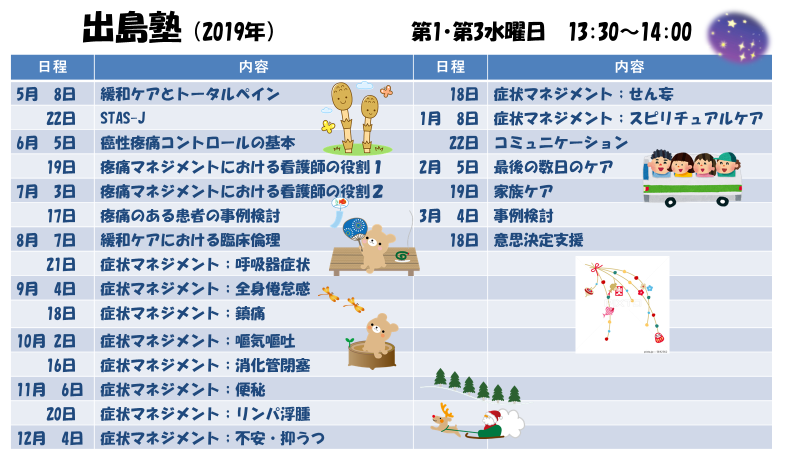 出島塾（2019年）　第1・第3水曜日　13：30～14：00
日程　内容
5月　8日　緩和ケアとトータルペイン
22日　STAS-J
6月　5日　癌性疼痛コントロールの基本
19日　疼痛マネジメントにおける看護師の役割１
7月　3日　疼痛マネジメントにおける看護師の役割２
17日　疼痛のある患者の事例検討
8月　7日　緩和ケアにおける臨床倫理
21日　症状マネジメント：呼吸器症状
9月　4日　症状マネジメント：全身倦怠感
18日　症状マネジメント：鎮痛
10月 2日　症状マネジメント：嘔気嘔吐
16日　症状マネジメント：消化管閉塞
11月　6日　症状マネジメント：便秘
20日　症状マネジメント：リンパ浮腫
12月　4日　症状マネジメント：不安・抑うつ
日程　内容
18日　症状マネジメント：せん妄
1月　8日　症状マネジメント：スピリチュアルケア
22日　コミュニケーション
2月　5日　最後の数日のケア
19日　家族ケア
3月　4日　事例検討
18日　意思決定支援